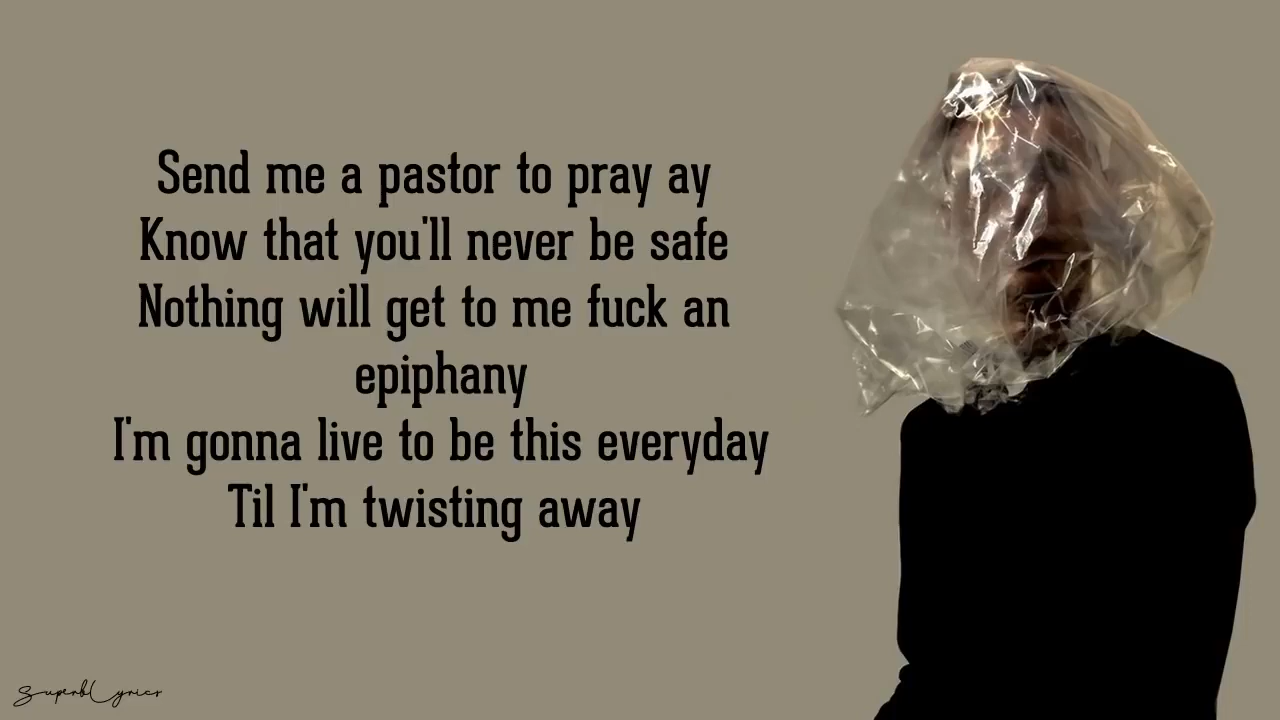 Send me a pastor to pray ay
Know that you'll never be safe
Nothing will get to me fuck an
epiphany
I'm gonna live to be this everyday
Til I'm twisting away
SuperbLyrics